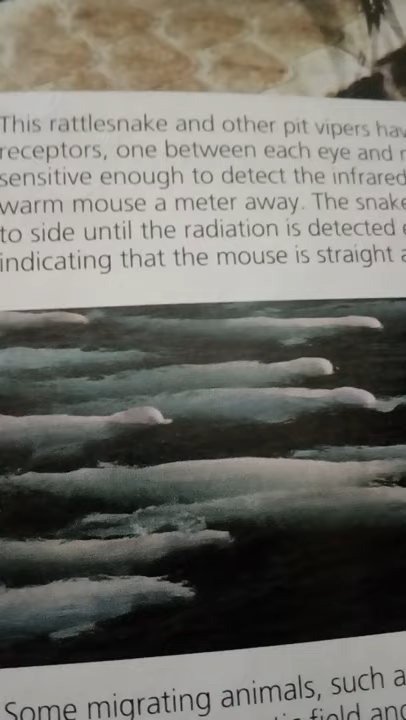 This rattlesnake and other pit vipers hav
receptors, one between each eye and n
sensitive enough to detect the infrared
warm mouse a meter away. The snake
to side until the radiation is detected e
indicating that the mouse is straight a
Some migrating animals, such a
field and